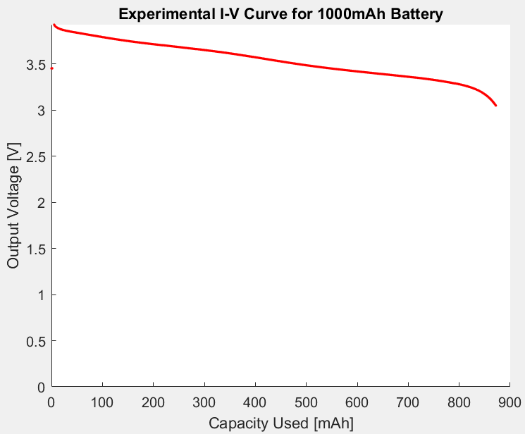 Experimental I-V Curve for 1000mAh Battery
3.5
3
2.5
2
1.5
1
0.5
0
Output Voltage [V]
0 100 200 300 400 500 600 700 800 900
Capacity Used [mAh]